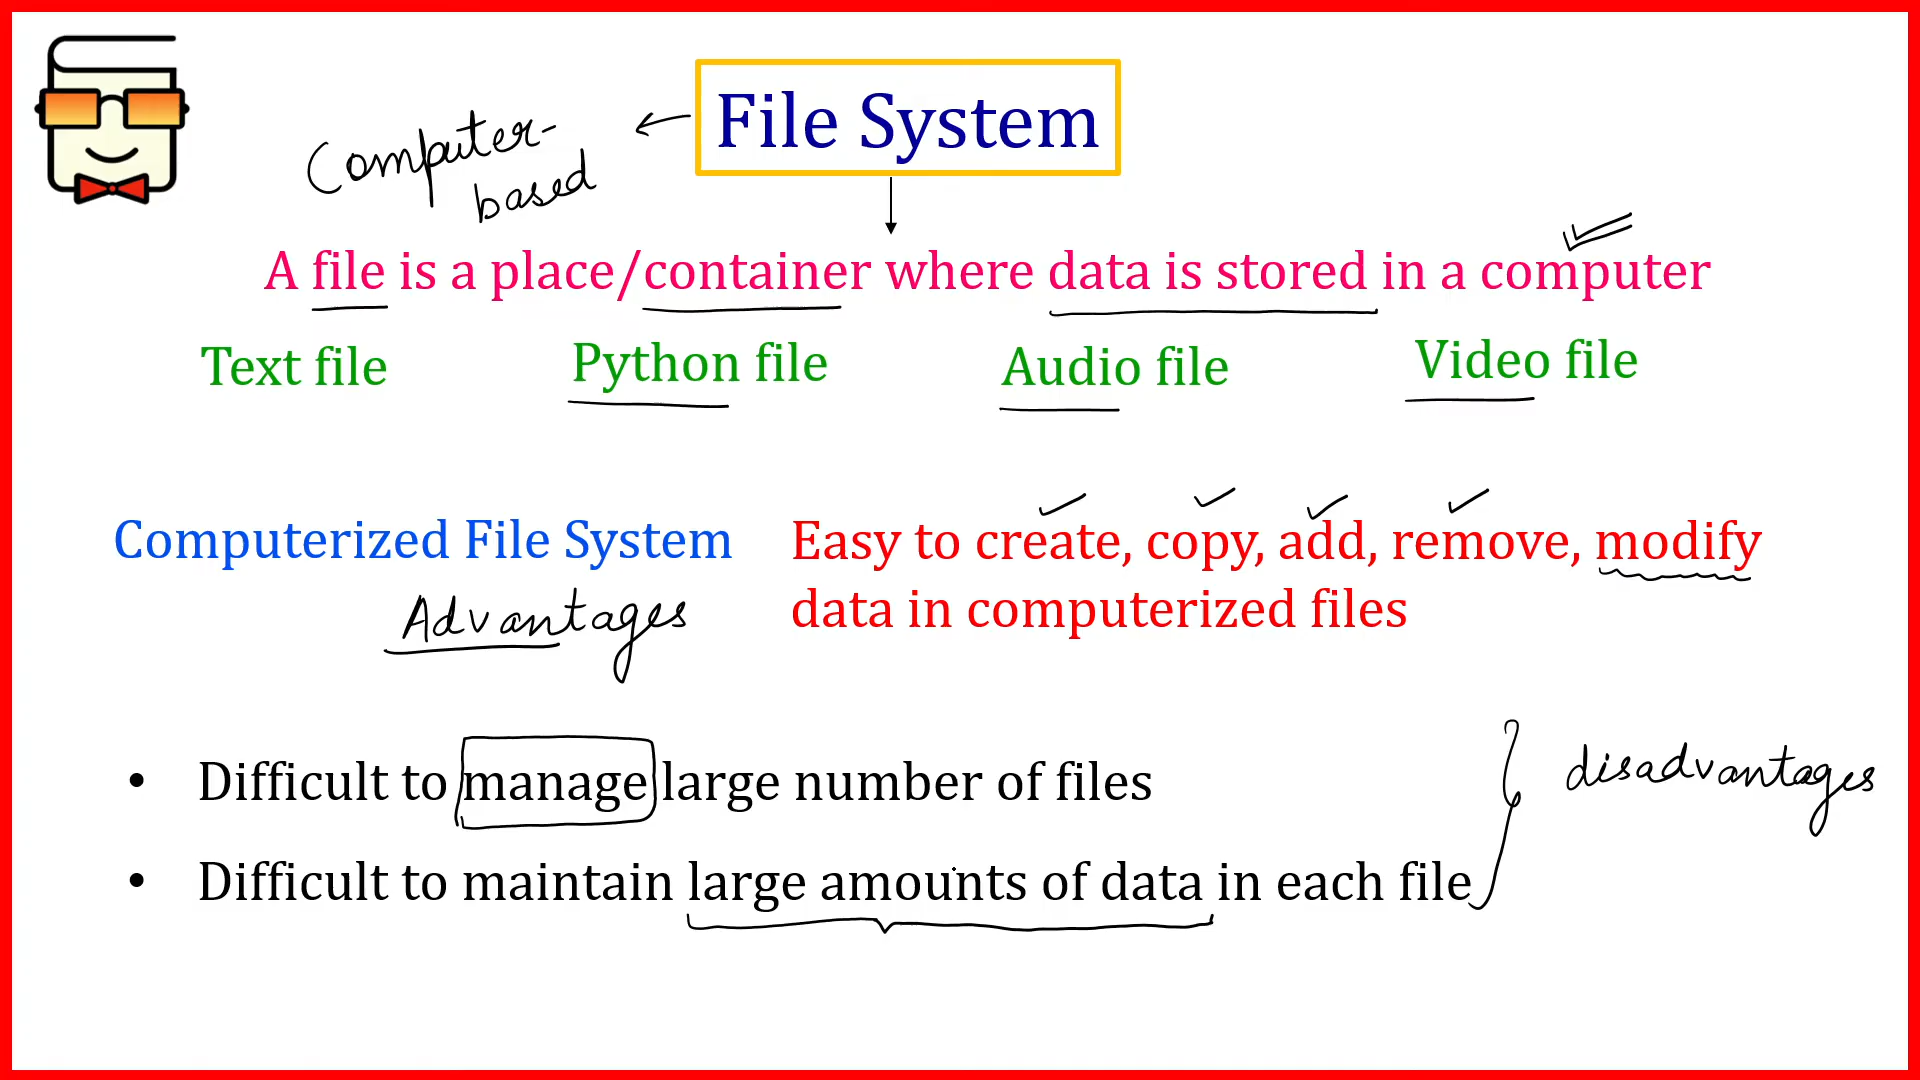 File System
Computer-
based
A file is a place/container where data is stored in a computer
Text file
Python file
Audio file
Video file
Computerized File System
Advantages
Easy to create, copy, add, remove, modify
data in computerized files
• Difficult to manage large number of files
• Difficult to maintain large amounts of data in each file
disadvantages